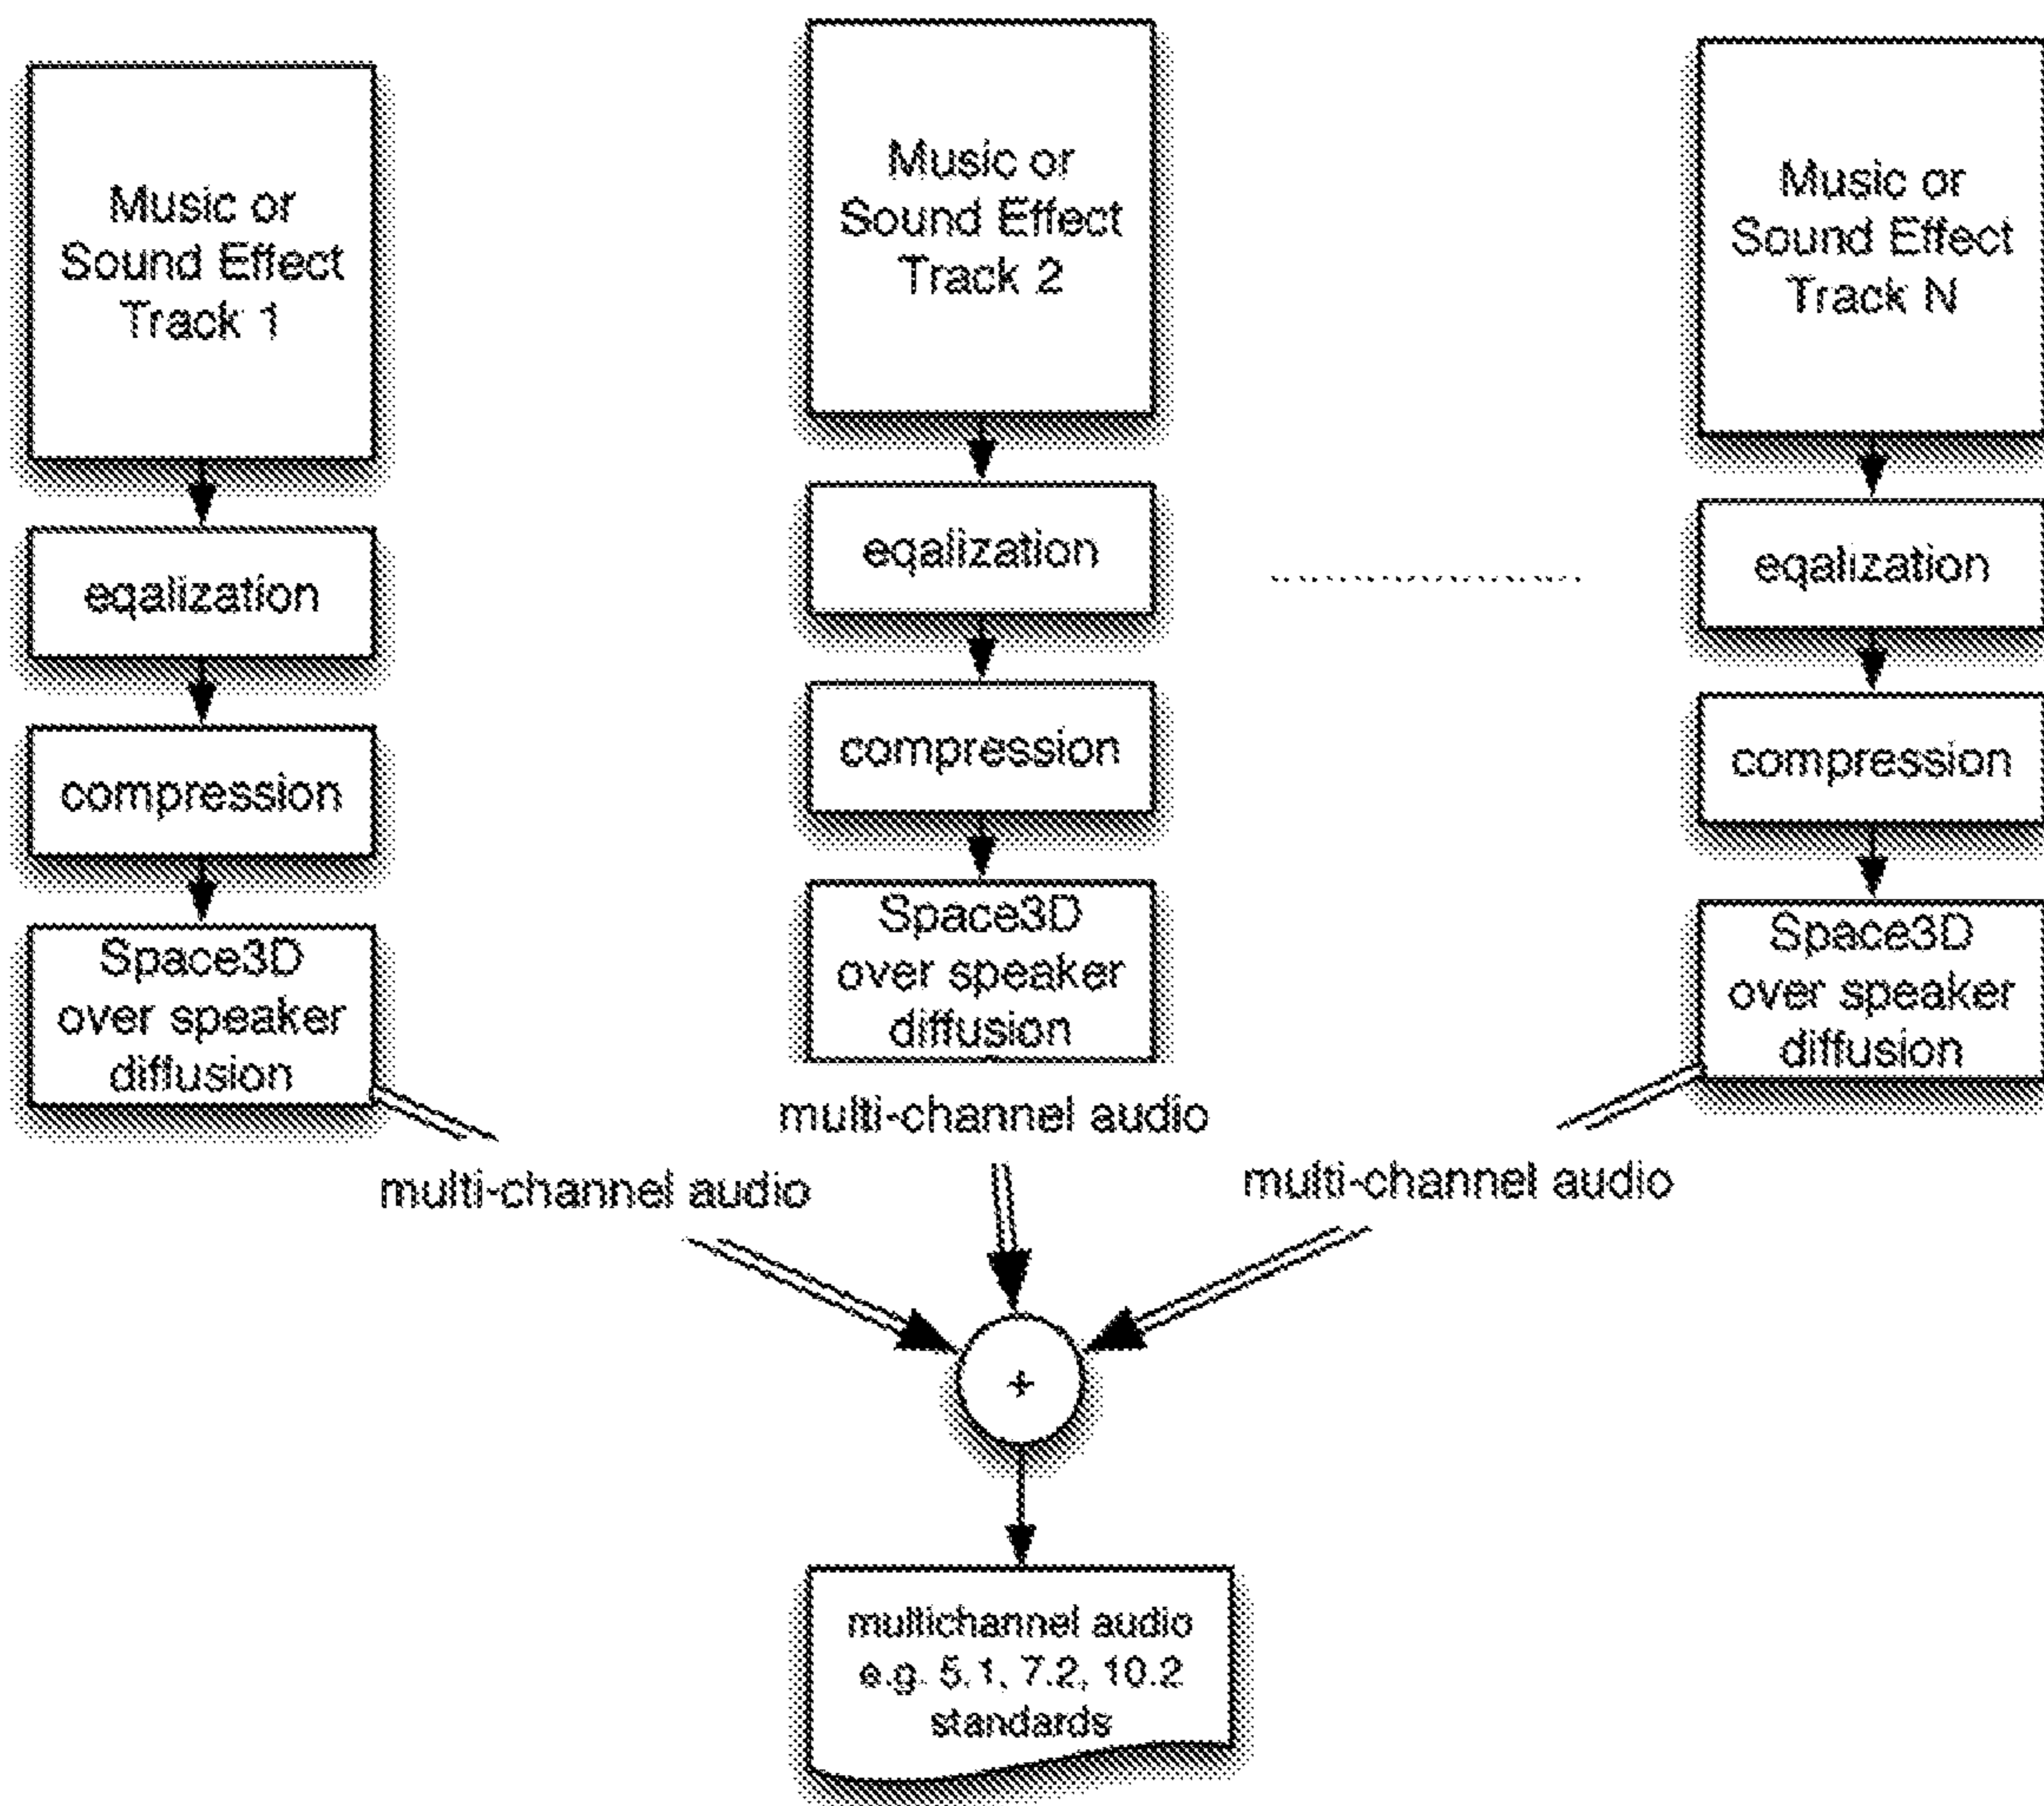 Music or
Sound Effect
Track 1
eqalization
compression
Space3D
over speaker
diffusion
Music or
Sound Effect
Track 2
eqalization
compression
Space3D
over speaker
diffusion
Music or
Sound Effect
Track N
eqalization
compression
Space3D
over speaker
diffusion
multi-channel audio
multi-channel audio
multi-channel audio
+
multichannel audio
e.g. 5.1, 7.2, 10.2
standards